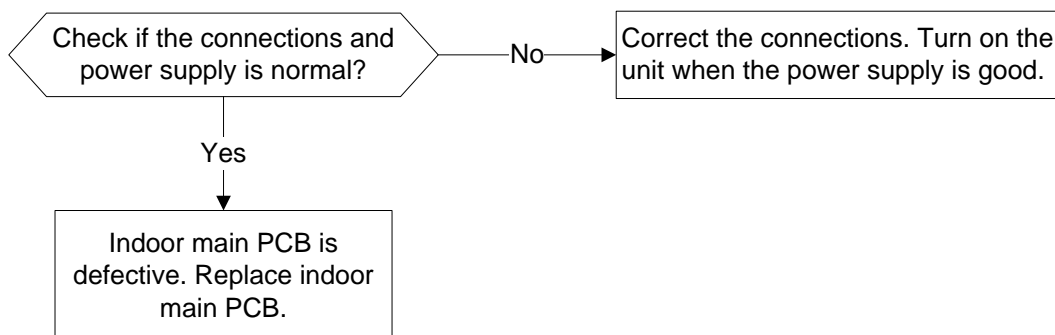 Check if the connections and
power supply is normal?
No
Correct the connections. Turn on the
unit when the power supply is good.
Yes
Indoor main PCB is
defective. Replace indoor
main PCB.